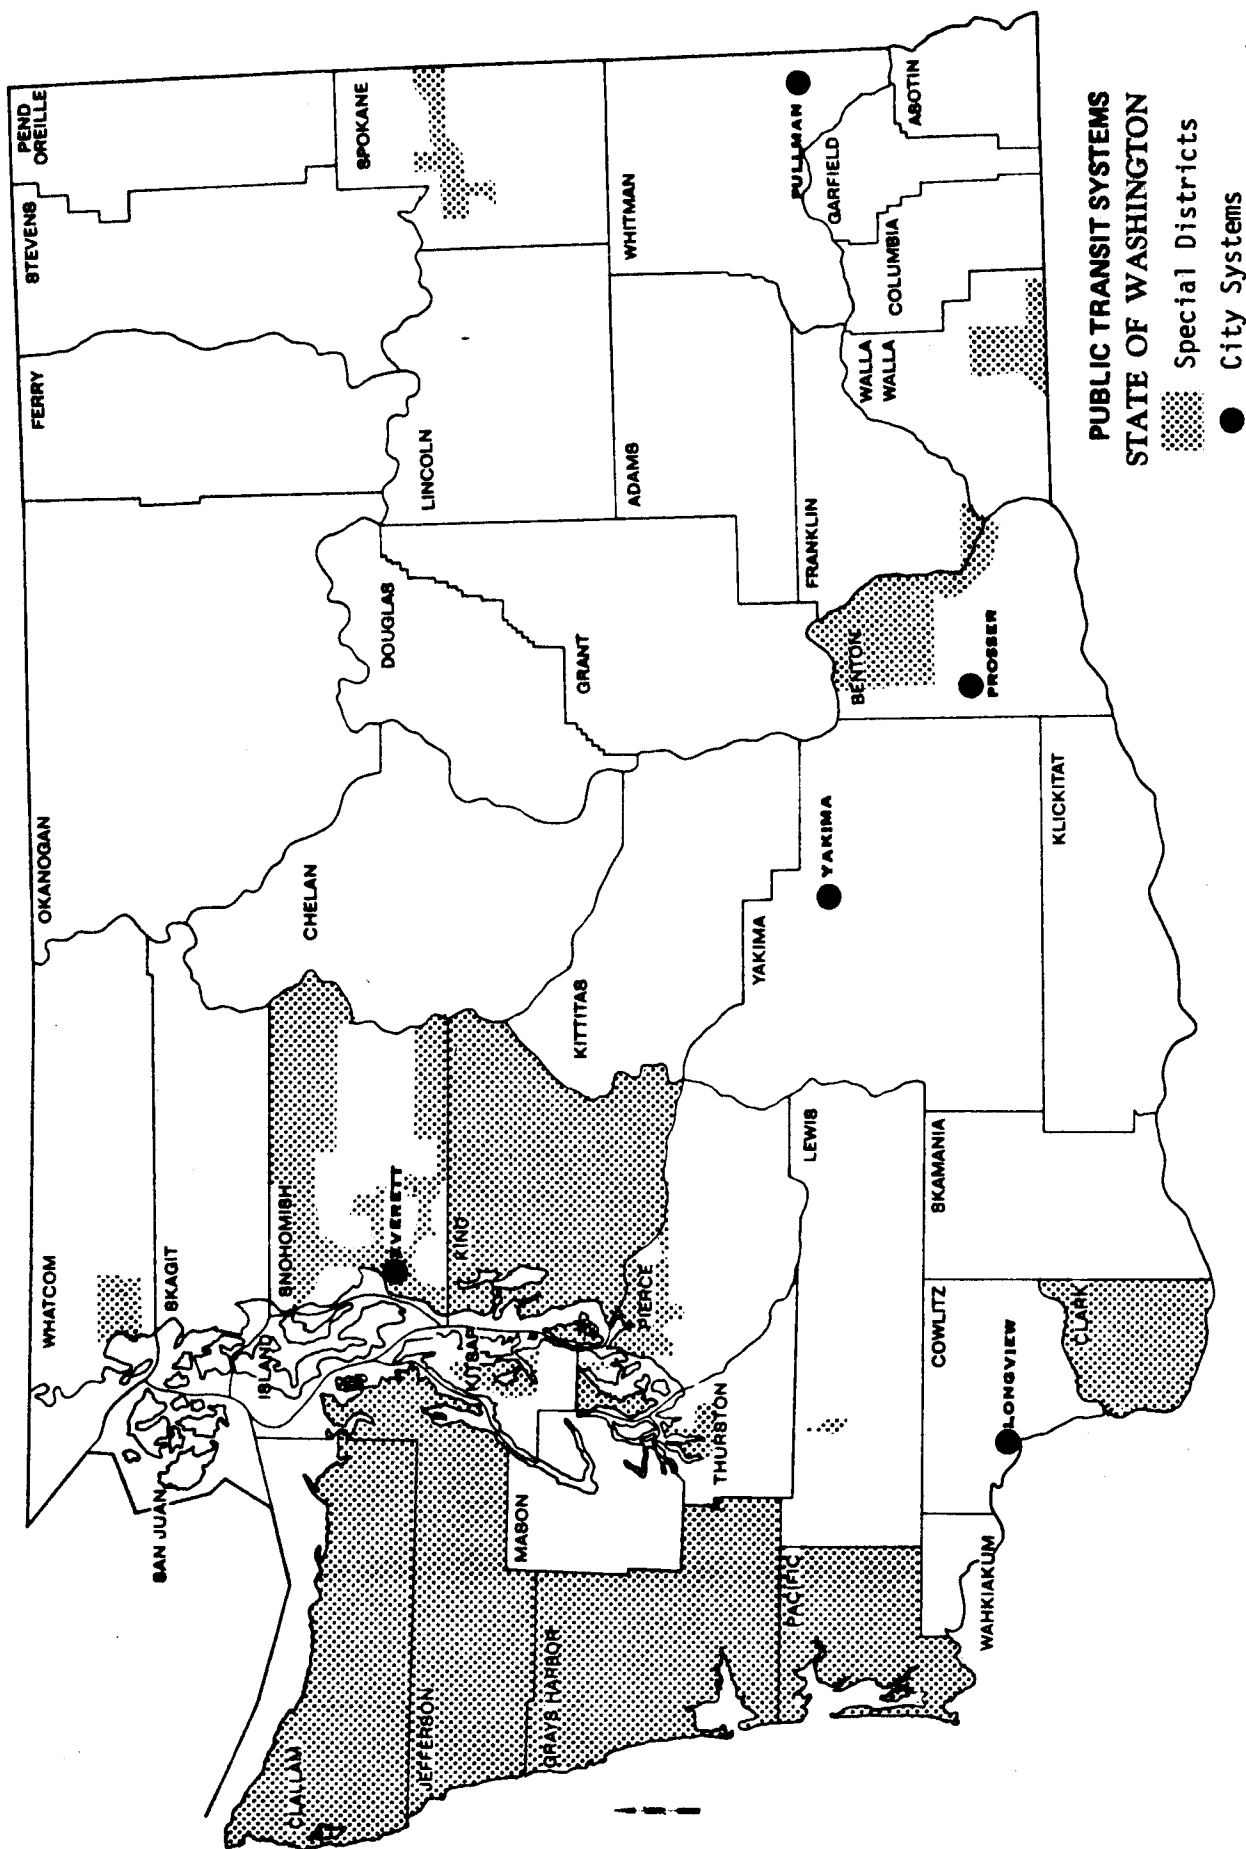 WHATCOM
OKANOGAN
FERRY
STEVENS
PEND
OREILLE
SAN JUAN
SKAGIT
ISLAND
SNOHOMISH
CHELAN
DOUGLAS
LINCOLN
SPOKANE
CLALLAM
JEFFERSON
KITSAP
EVERETT
KING
GRAYS HARBOR
MASON
PIERCE
KITTITAS
GRANT
ADAMS
WHITMAN
THURSTON
PACIFIC
LEWIS
YAKIMA
YAKIMA
BENTON
FRANKLIN
WALLA
WALLA
COLUMBIA
GARFIELD
PULLMAN
ASOTIN
WAHKIAKUM
COWLITZ
LONGVIEW
SKAMANIA
CLARK
KLICKITAT
PROSSER
PUBLIC TRANSIT SYSTEMS
STATE OF WASHINGTON
Special Districts
City Systems